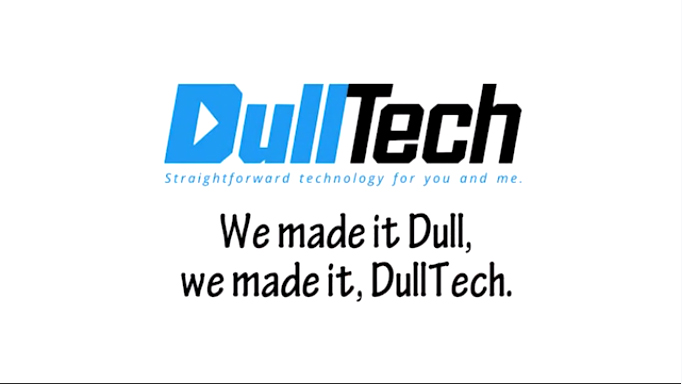 DullTech
Straightforward technology for you and me.
We made it Dull,
we made it, DullTech.